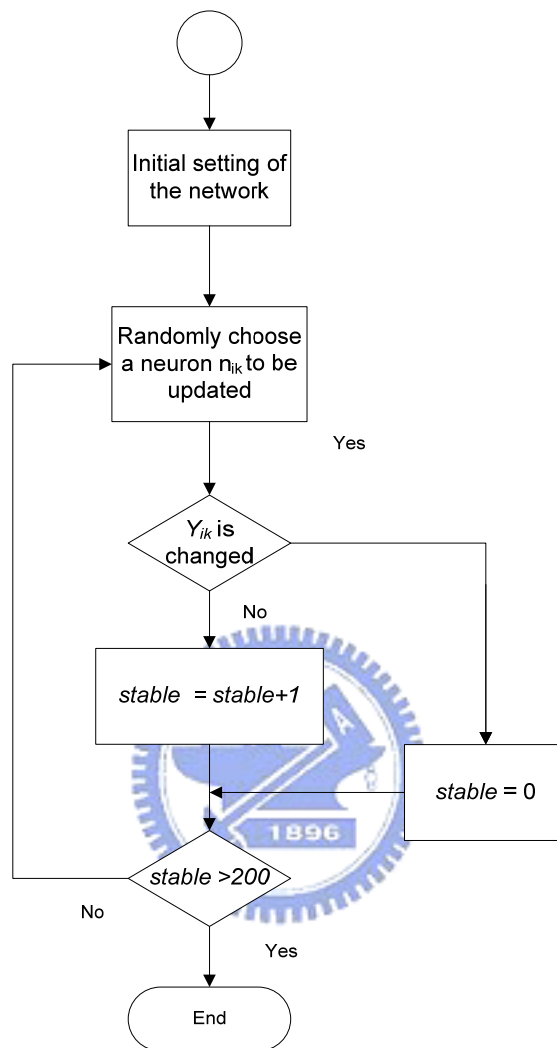 Initial setting of
the network
Randomly choose
a neuron nik to be
updated
Yes
Yik is
changed
No
stable = stable+1
stable = 0
1896
stable >200
No
Yes
End